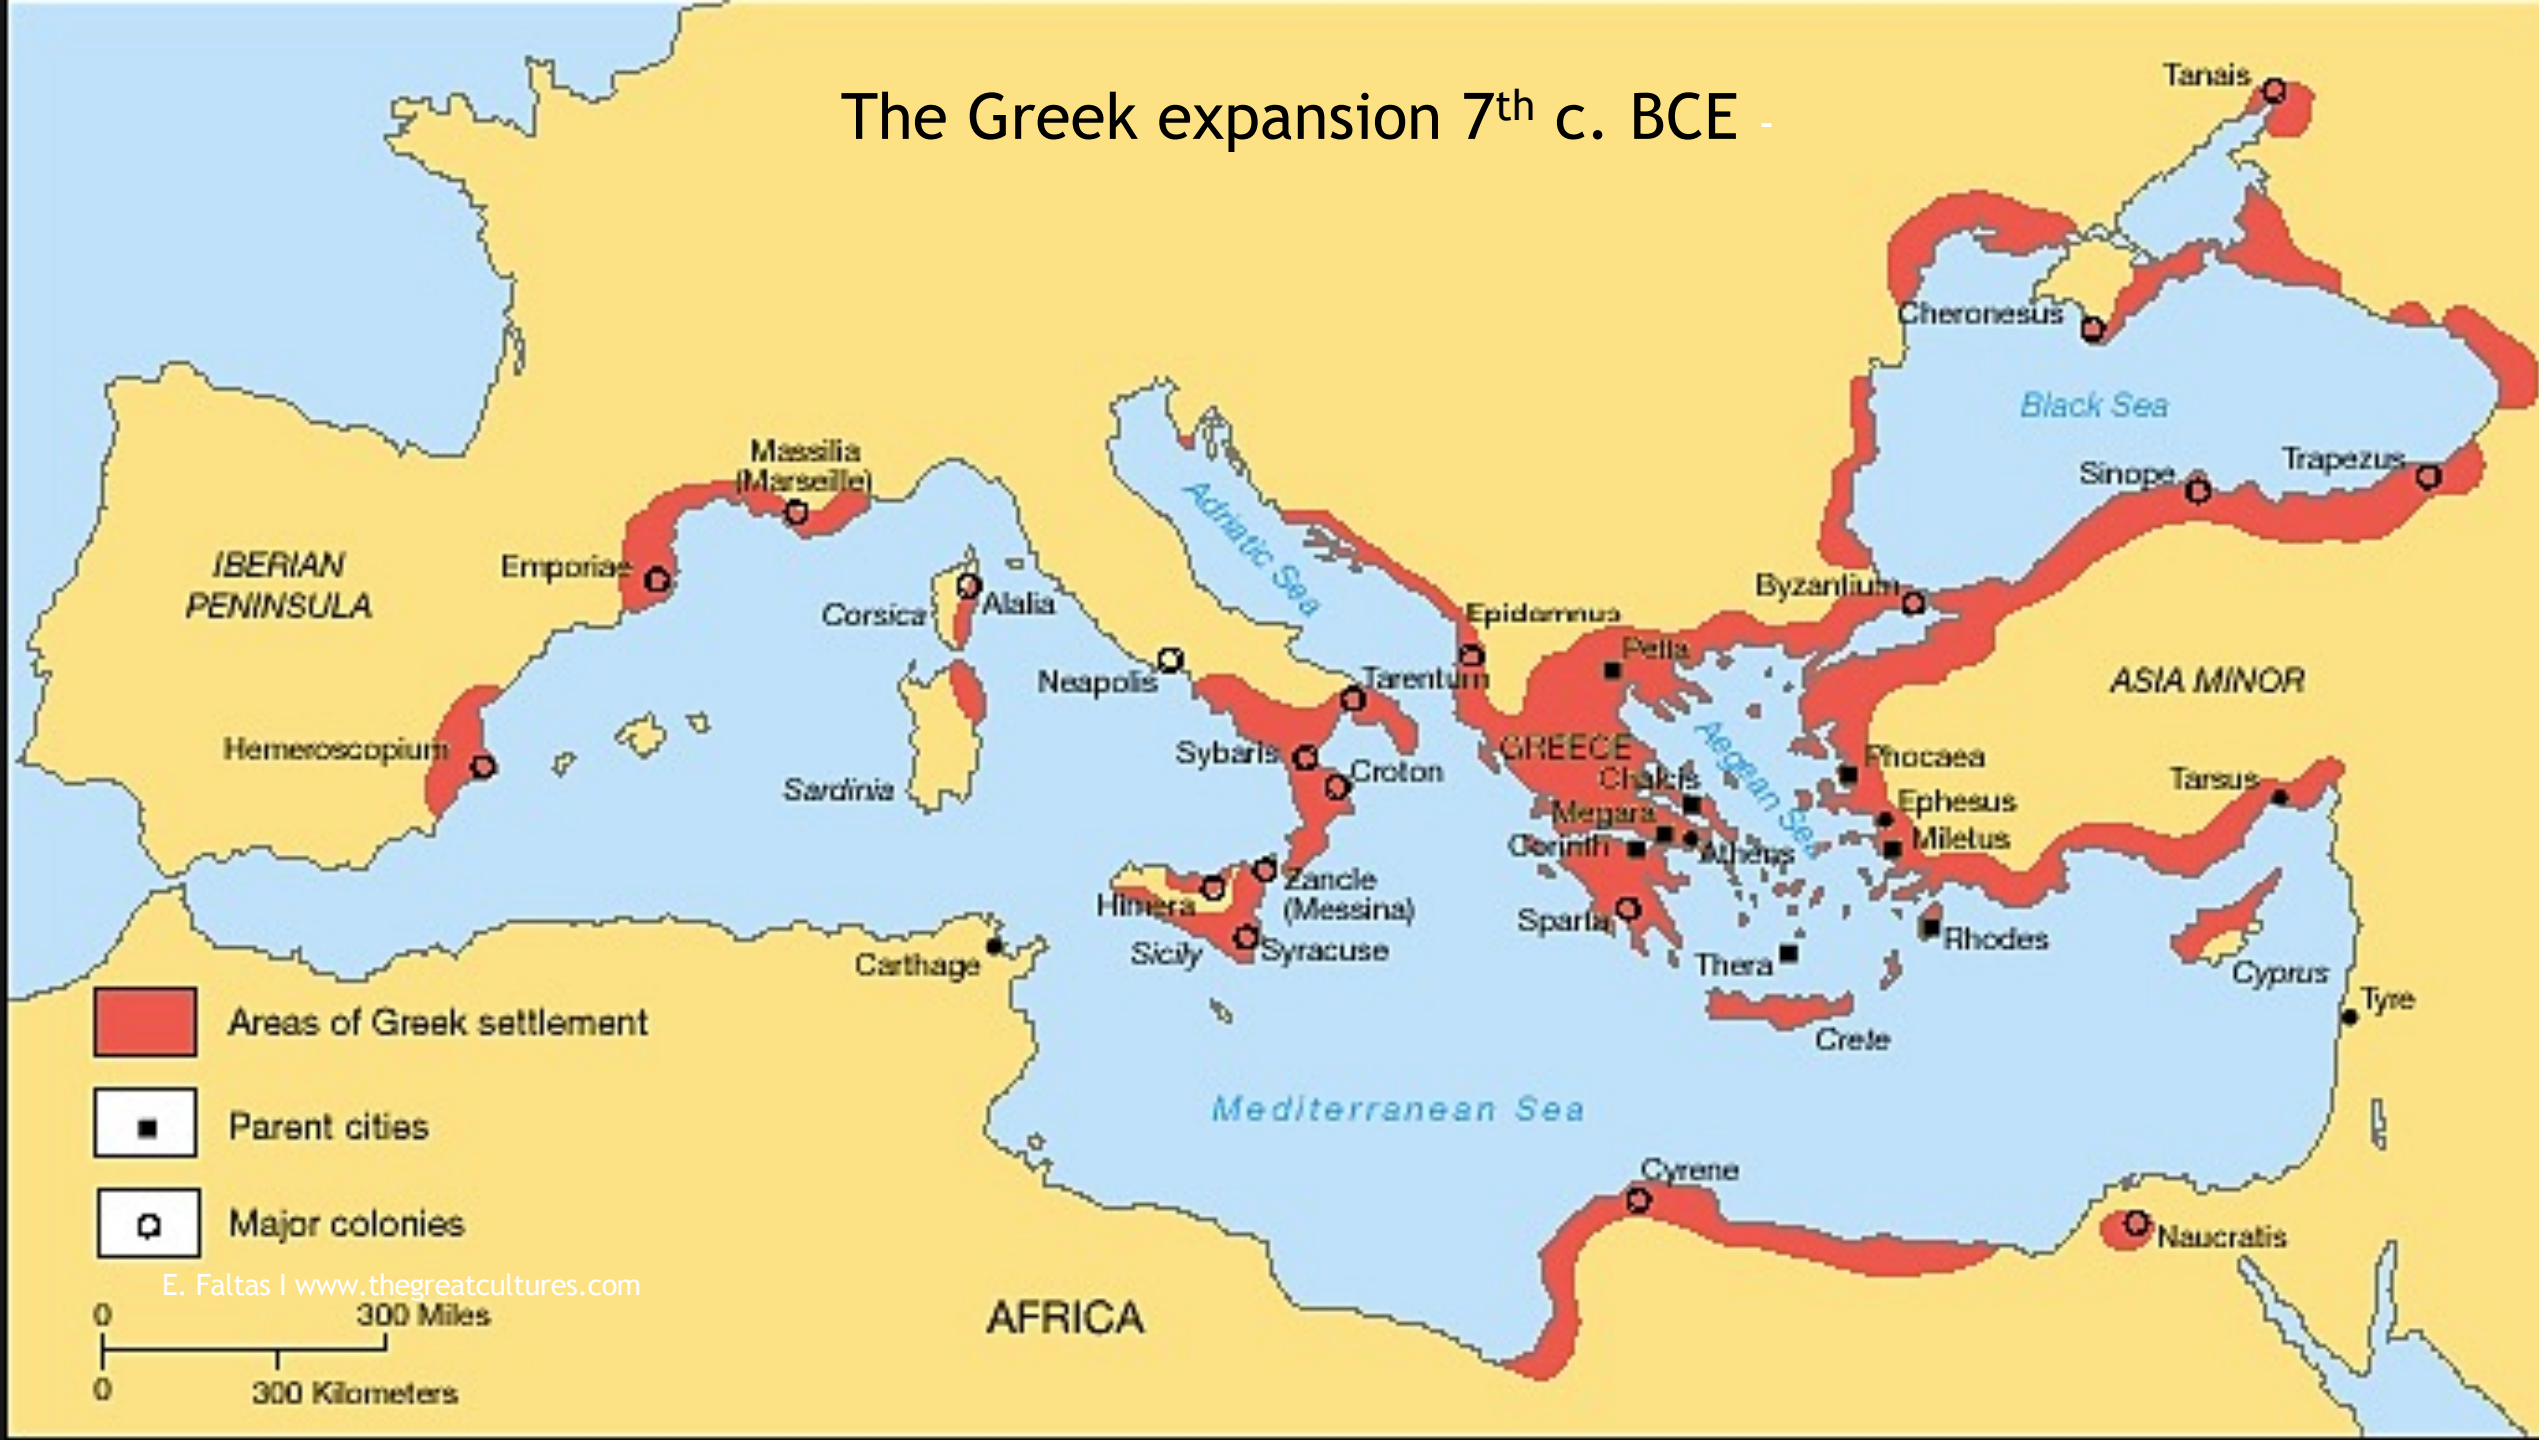 The Greek expansion 7th c. BCE -
Tanais
Cheronesus
Black Sea
Massilia
(Marseille)
Sinope
Trapezus
Adriatic Sea
IBERIAN
PENINSULA
Emporiae
Byzantium
Corsica
Alalia
Epidamnus
Pella
Neapolis
Tarentum
ASIA MINOR
Hemeroscopium
Sybaris
GREECE
Aegean Sea
Phocaea
Croton
Chalcis
Tarsus
Sardinia
Ephesus
Megara
Miletus
Corinth
Athens
Zancle
(Messina)
Himera
Sparta
Rhodes
Sicily
Syracuse
Carthage
Thera
Cyprus
Tyre
Areas of Greek settlement
Crete
Mediterranean Sea
Parent cities
Cyrene
Major colonies
Naucratis
E. Faltas I www.thegreatcultures.com
0 300 Miles
AFRICA
0 300 Kilometers